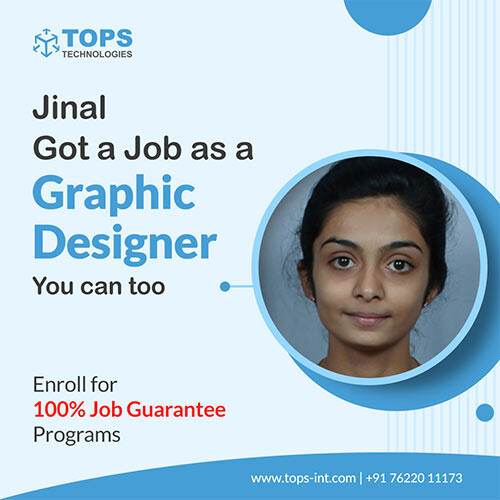 TOPS
TECHNOLOGIES
Jinal
Got a Job as a
Graphic
Designer
You can too
Enroll for
100% Job Guarantee
Programs
www.tops-int.com | +91 76220 11173